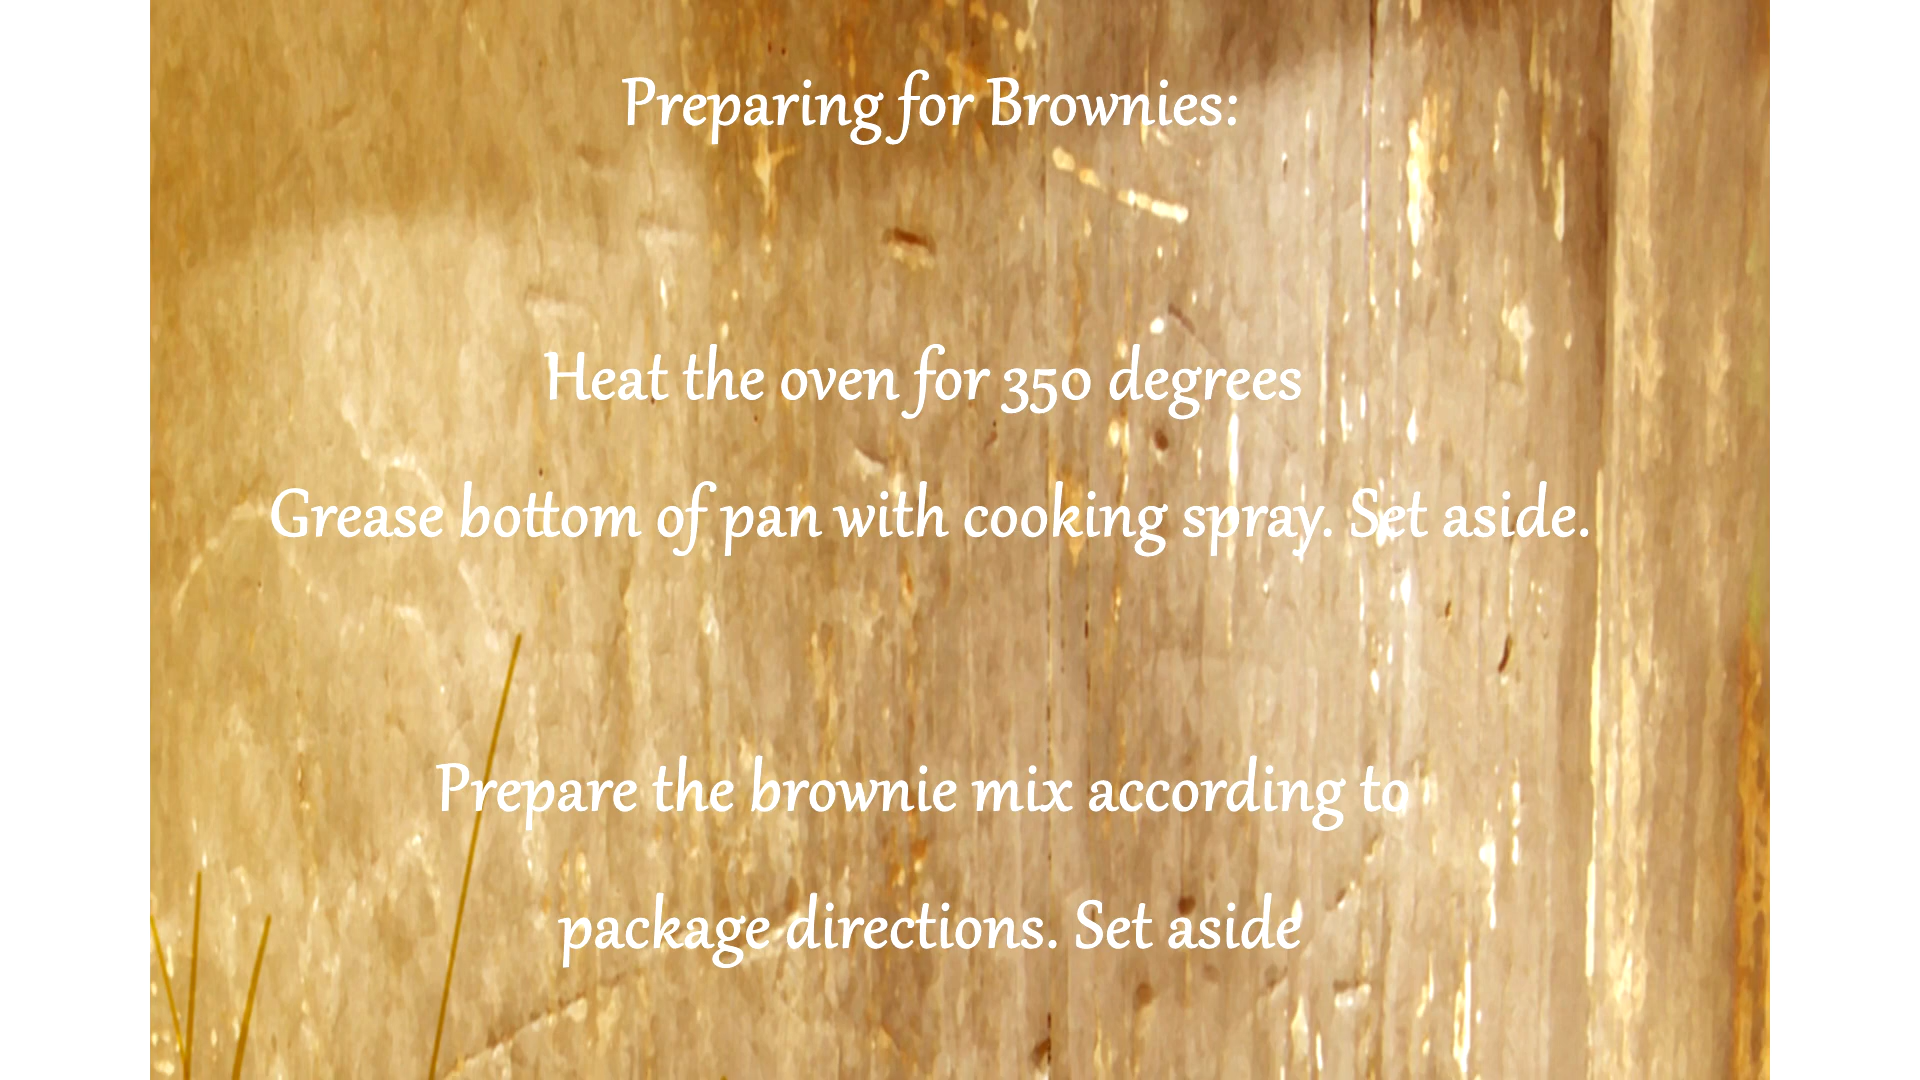 Preparing for Brownies:
Heat the oven for 350 degrees
Grease bottom of pan with cooking spray. Set aside.
Prepare the brownie mix according to
package directions. Set aside